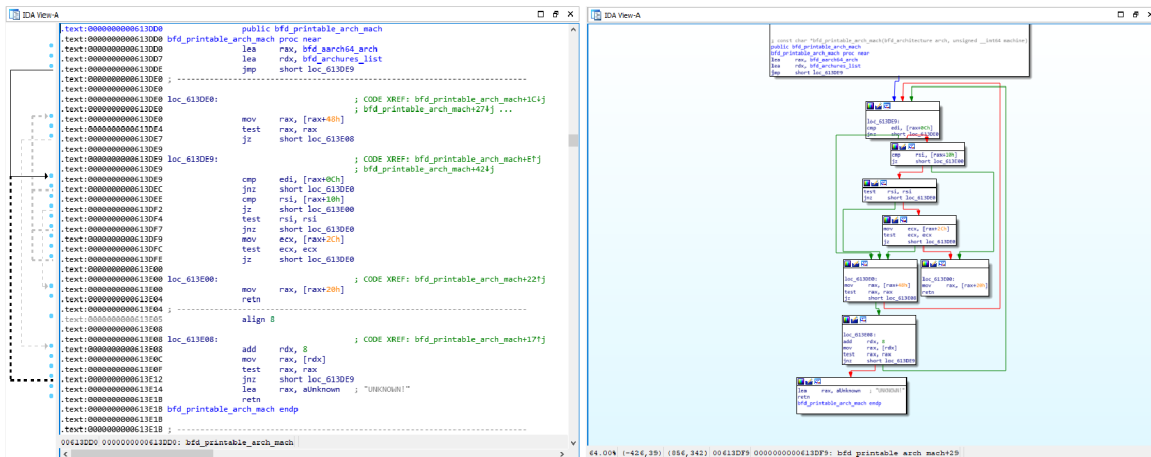 IDA View-A
.text:0000000000613DD0 public bfd_printable_arch_mach
.text:0000000000613DD0 bfd_printable_arch_mach proc near
.text:0000000000613DD0 lea rax, bfd_aarch64_arch
.text:0000000000613DD7 lea rdx, bfd_archures_list
.text:0000000000613DDE jmp short loc_613DE9
.text:0000000000613DE0 ; ---------------------------------------------------------------------------
.text:0000000000613DE0
.text:0000000000613DE0 loc_613DE0: ; CODE XREF: bfd_printable_arch_mach+1C↓j
.text:0000000000613DE0 ; bfd_printable_arch_mach+27↓j ...
.text:0000000000613DE0 mov rax, [rax+48h]
.text:0000000000613DE4 test rax, rax
.text:0000000000613DE7 jz short loc_613E08
.text:0000000000613DE9
.text:0000000000613DE9 loc_613DE9: ; CODE XREF: bfd_printable_arch_mach+E↑j
.text:0000000000613DE9 ; bfd_printable_arch_mach+42↓j
.text:0000000000613DE9 cmp edi, [rax+0Ch]
.text:0000000000613DEC jnz short loc_613DE0
.text:0000000000613DEE cmp rsi, [rax+10h]
.text:0000000000613DF2 jz short loc_613E00
.text:0000000000613DF4 test rsi, rsi
.text:0000000000613DF7 jnz short loc_613DE0
.text:0000000000613DF9 mov ecx, [rax+2Ch]
.text:0000000000613DFC test ecx, ecx
.text:0000000000613DFE jz short loc_613DE0
.text:0000000000613E00
.text:0000000000613E00 loc_613E00: ; CODE XREF: bfd_printable_arch_mach+22↑j
.text:0000000000613E00 mov rax, [rax+20h]
.text:0000000000613E04 retn
.text:0000000000613E04 ; ---------------------------------------------------------------------------
.text:0000000000613E05 align 8
.text:0000000000613E08
.text:0000000000613E08 loc_613E08: ; CODE XREF: bfd_printable_arch_mach+17↑j
.text:0000000000613E08 add rdx, 8
.text:0000000000613E0C mov rax, [rdx]
.text:0000000000613E0F test rax, rax
.text:0000000000613E12 jnz short loc_613DE9
.text:0000000000613E14 lea rax, aUnknown ; "UNKNOWN!"
.text:0000000000613E1B retn
.text:0000000000613E1B bfd_printable_arch_mach endp
.text:0000000000613E1B
.text:0000000000613E1B ; ---------------------------------------------------------------------------
00613DD0 0000000000613DD0: bfd_printable_arch_mach
IDA View-A
; const char *bfd_printable_arch_mach(bfd_architecture arch, unsigned __int64 machine)
public bfd_printable_arch_mach
bfd_printable_arch_mach proc near
lea rax, bfd_aarch64_arch
lea rdx, bfd_archures_list
jmp short loc_613DE9
loc_613DE9:
cmp edi, [rax+0Ch]
jnz short loc_613DE0
cmp rsi, [rax+10h]
jz short loc_613E00
test rsi, rsi
jnz short loc_613DE0
mov ecx, [rax+2Ch]
test ecx, ecx
jz short loc_613DE0
loc_613DE0:
mov rax, [rax+48h]
test rax, rax
jz short loc_613E08
loc_613E00:
mov rax, [rax+20h]
retn
loc_613E08:
add rdx, 8
mov rax, [rdx]
test rax, rax
jnz short loc_613DE9
lea rax, aUnknown ; "UNKNOWN!"
retn
bfd_printable_arch_mach endp
64.00% (-426,39) (856,342) 00613DF9 0000000000613DF9: bfd_printable_arch_mach+29